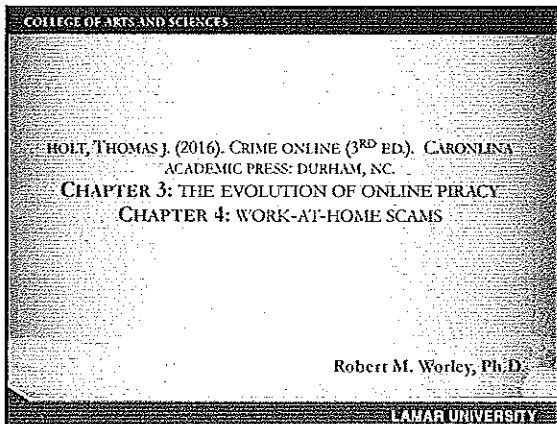 COLLEGE OF ARTS AND SCIENCES
HOLT, THOMAS J. (2016). CRIME ONLINE (3RD ED.). CARONLINA
ACADEMIC PRESS: DURHAM, NC.
CHAPTER 3: THE EVOLUTION OF ONLINE PIRACY
CHAPTER 4: WORK-AT-HOME SCAMS
Robert M. Worley, Ph.D.
LAMAR UNIVERSITY